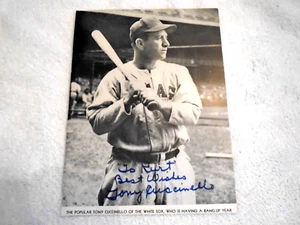 To Kurt
Best Wishes
Tony Cuccinello
THE POPULAR TONY CUCCINELLO OF THE WHITE SOX, WHO IS HAVING A BANG-UP YEAR